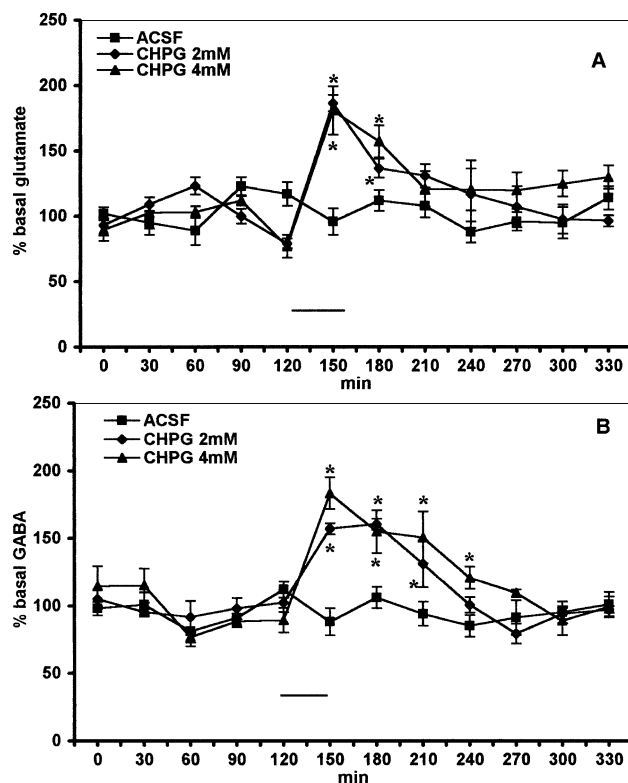 250
ACSF
CHPG 2mM
CHPG 4mM
A
*
200
*
*
150
*
100
50
0
% basal glutamate
0 30 60 90 120 150 180 210 240 270 300 330
min
250
ACSF
CHPG 2mM
CHPG 4mM
B
200
* * * *
150
* * *
100
50
0
% basal GABA
0 30 60 90 120 150 180 210 240 270 300 330
min